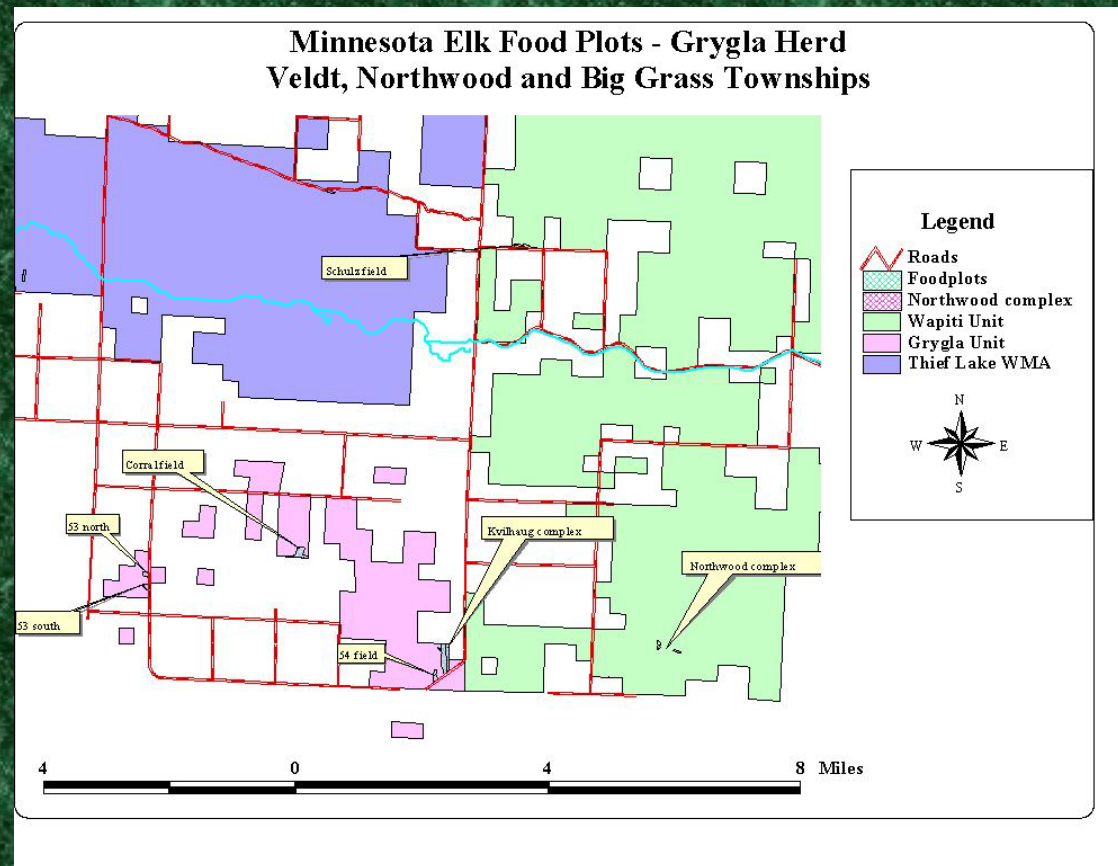 Minnesota Elk Food Plots - Grygla Herd
Veldt, Northwood and Big Grass Townships
Schulzfield
Corralfield
53 north
53 south
54 field
Kvilhaug complex
Northwood complex
Legend
Roads
Foodplots
Northwood complex
Wapiti Unit
Grygla Unit
Thief Lake WMA
N
W E
S
4 0 4 8 Miles